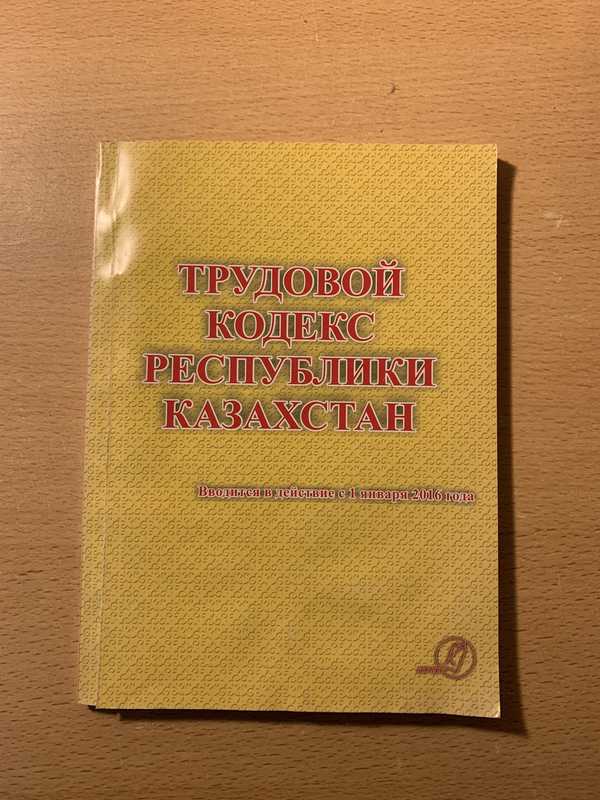 ТРУДОВОЙ
КОДЕКС
РЕСПУБЛИКИ
КАЗАХСТАН
Вводится в действие с 1 января 2016 года